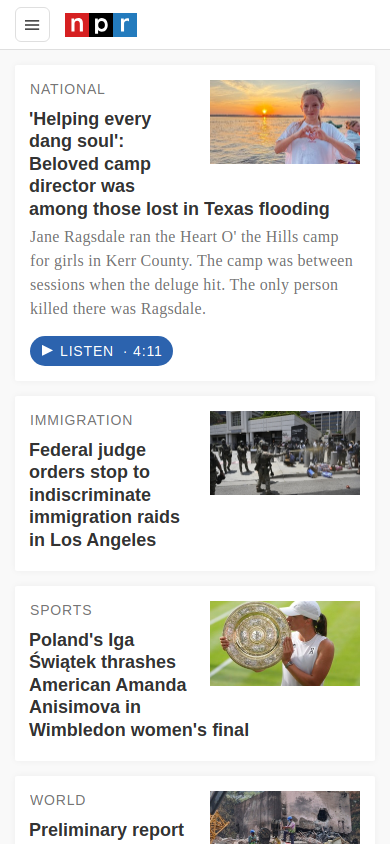 npr
NATIONAL
'Helping every
dang soul':
Beloved camp
director was
among those lost in Texas flooding
Jane Ragsdale ran the Heart O' the Hills camp
for girls in Kerr County. The camp was between
sessions when the deluge hit. The only person
killed there was Ragsdale.
LISTEN · 4:11
IMMIGRATION
Federal judge
orders stop to
indiscriminate
immigration raids
in Los Angeles
SPORTS
Poland's Iga
Świątek thrashes
American Amanda
Anisimova in
Wimbledon women's final
WORLD
Preliminary report